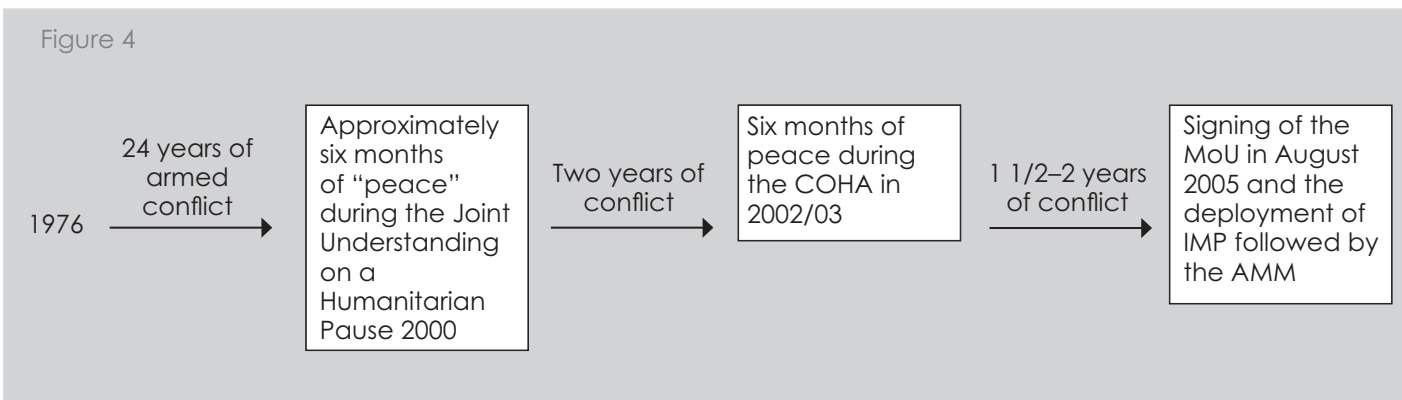 Figure 4
1976
24 years of
armed
conflict
Approximately
six months
of “peace”
during the Joint
Understanding
on a
Humanitarian
Pause 2000
Two years of
conflict
Six months of
peace during
the COHA in
2002/03
1 1/2–2 years
of conflict
Signing of the
MoU in August
2005 and the
deployment of
IMP followed by
the AMM